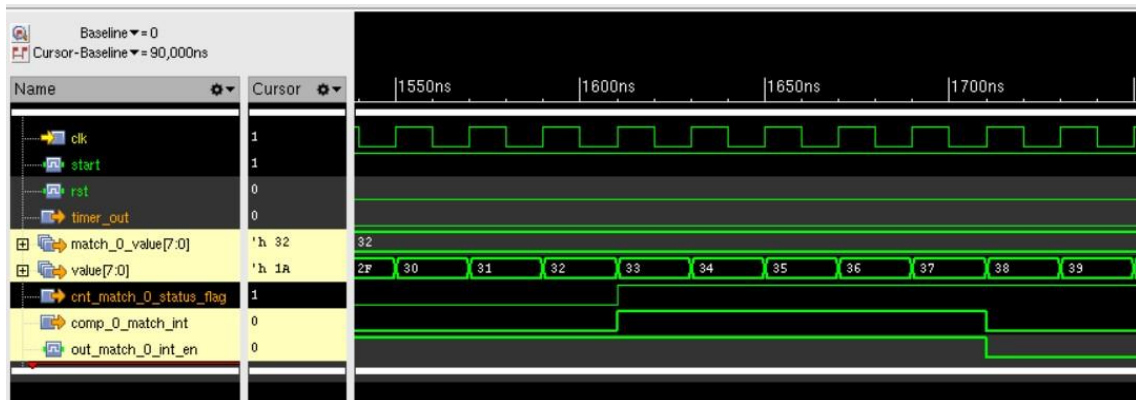 Baseline ▾ = 0
Cursor-Baseline ▾ = 90,000ns
Name Cursor 1550ns 1600ns 1650ns 1700ns
clk 1
start 1
rst 0
timer_out 0
match_0_value[7:0] 'h 32 32
value[7:0] 'h 1A 2F 30 31 32 33 34 35 36 37 38 39
cnt_match_0_status_flag 1
comp_0_match_int 0
out_match_0_int_en 0